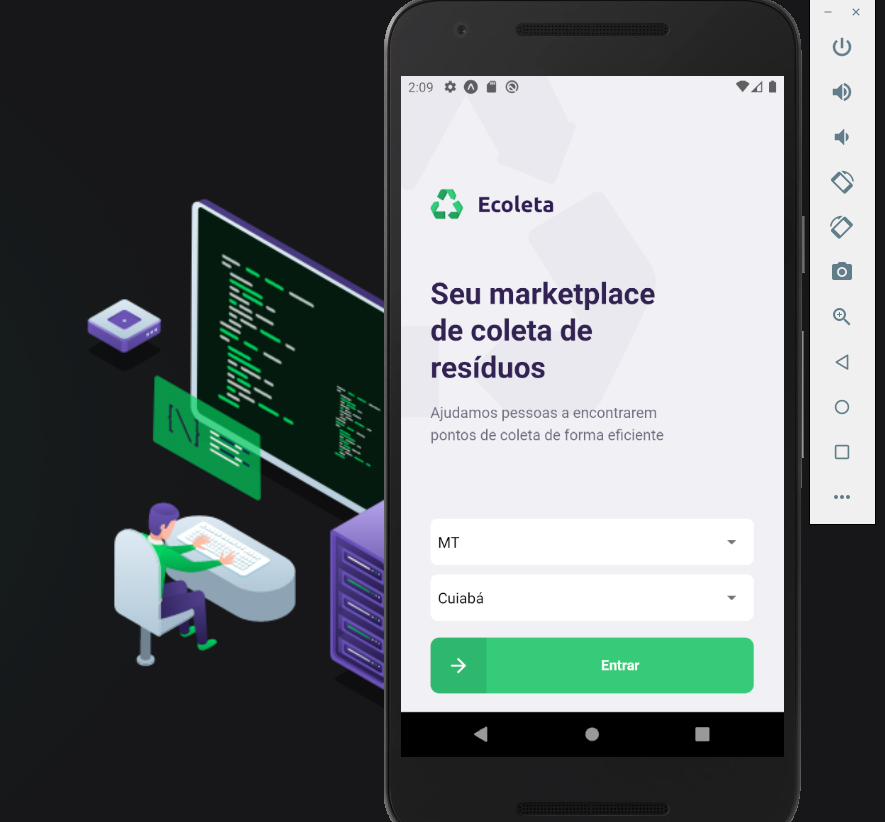 2:09
Ecoleta
Seu marketplace
de coleta de
resíduos
Ajudamos pessoas a encontrarem
pontos de coleta de forma eficiente
MT
Cuiabá
Entrar